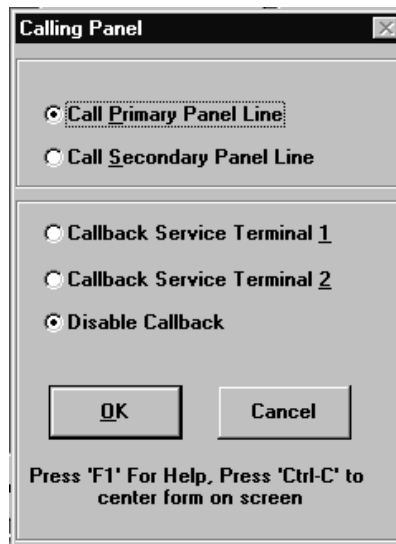 Calling Panel
Call Primary Panel Line
Call Secondary Panel Line
Callback Service Terminal 1
Callback Service Terminal 2
Disable Callback
OK
Cancel
Press 'F1' For Help, Press 'Ctrl-C' to
center form on screen